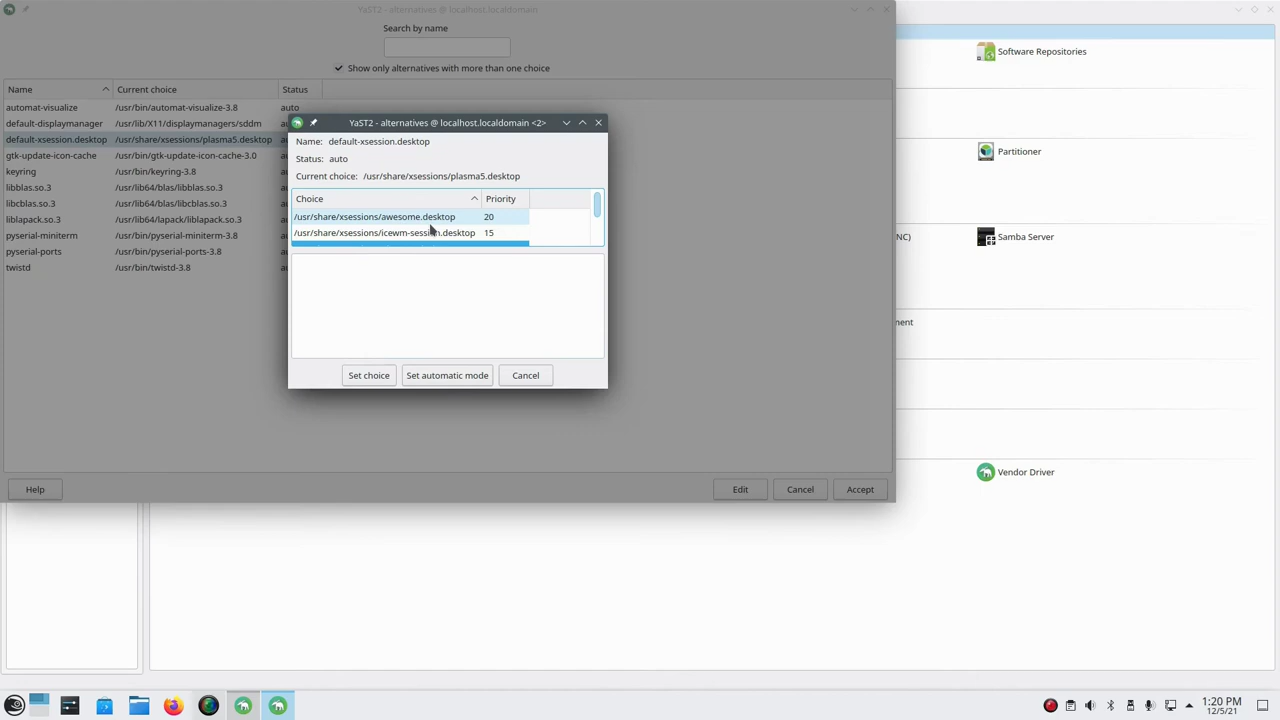 YaST2 - alternatives @ localhost.localdomain
Search by name
Show only alternatives with more than one choice
Name Current choice Status
automat-visualize /usr/bin/automat-visualize-3.8 auto
default-displaymanager /usr/lib/X11/displaymanagers/sddm
default-xsession.desktop /usr/share/xsessions/plasma5.desktop
gtk-update-icon-cache /usr/bin/gtk-update-icon-cache-3.0
keyring /usr/bin/keyring-3.8
libblas.so.3 /usr/lib64/blas/libblas.so.3
libcblas.so.3 /usr/lib64/blas/libcblas.so.3
liblapack.so.3 /usr/lib64/lapack/liblapack.so.3
pyserial-miniterm /usr/bin/pyserial-miniterm-3.8
pyserial-ports /usr/bin/pyserial-ports-3.8
twistd /usr/bin/twistd-3.8
YaST2 - alternatives @ localhost.localdomain <2>
Name: default-xsession.desktop
Status: auto
Current choice: /usr/share/xsessions/plasma5.desktop
Choice Priority
/usr/share/xsessions/awesome.desktop 20
/usr/share/xsessions/icewm-session.desktop 15
Set choice Set automatic mode Cancel
Help Edit Cancel Accept
Software Repositories
Partitioner
NC) Samba Server
ment
Vendor Driver
1:20 PM
12/5/21